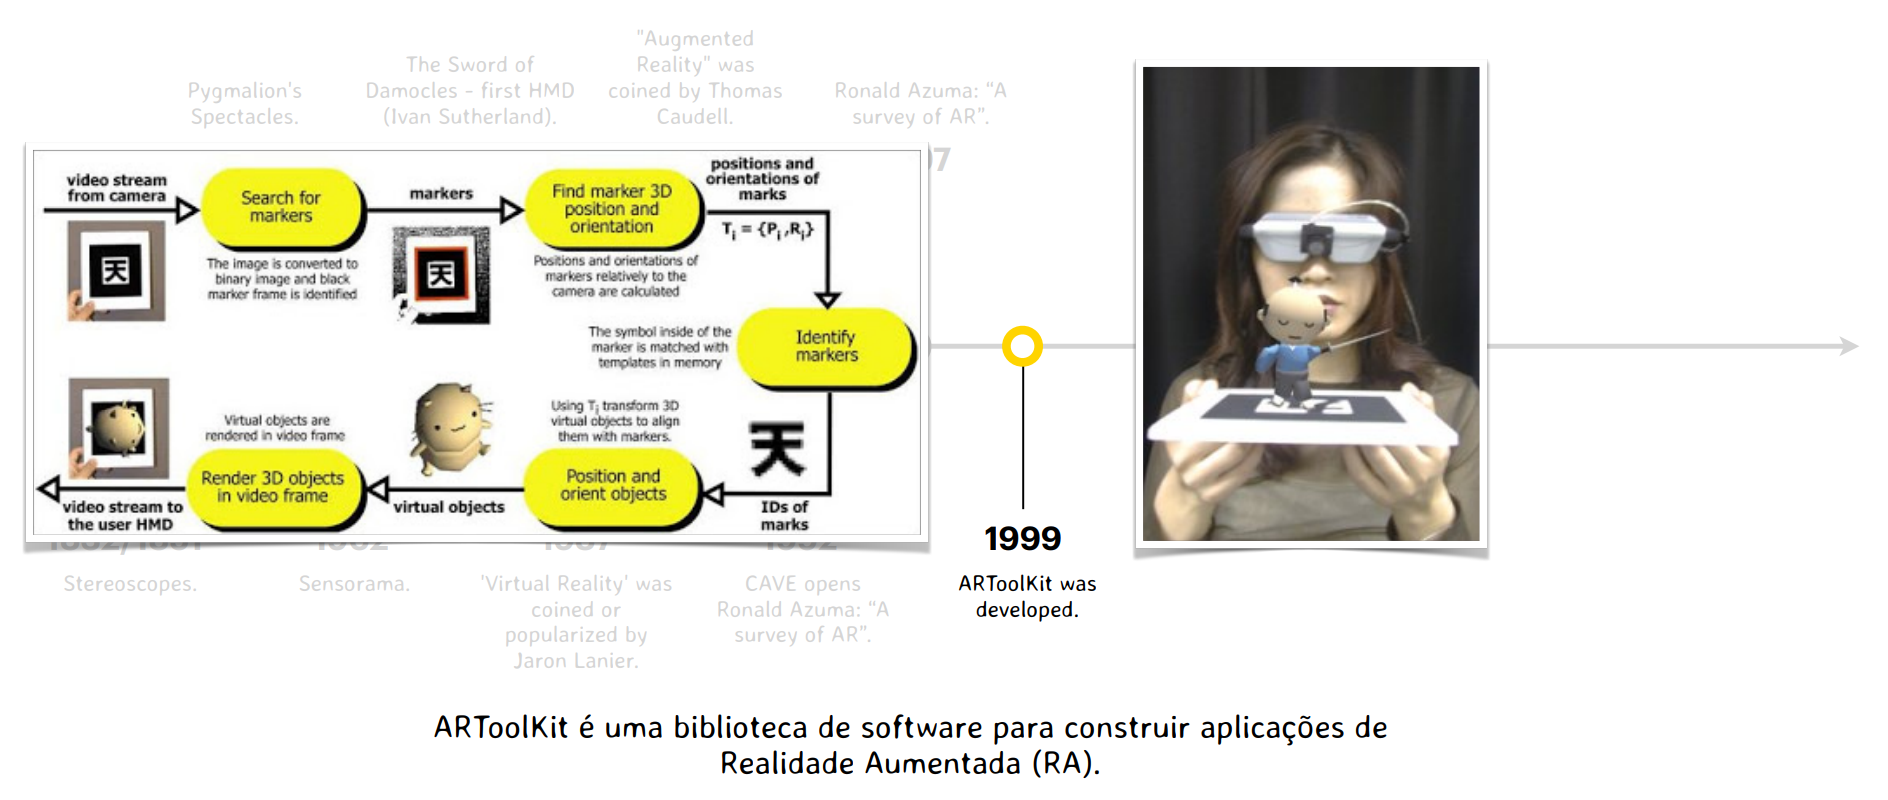 "Augmented
Reality" was
coined by Thomas
Caudell.
The Sword of
Damocles - first HMD
(Ivan Sutherland).
Pygmalion's
Spectacles.
Ronald Azuma: “A
survey of AR”.
video stream
from camera
Search for
markers
The image is converted to
binary image and black
marker frame is identified
markers
Find marker 3D
position and
orientation
Positions and orientations of
markers relatively to the
camera are calculated
positions and
orientations of
marks
Ti = {Pi ,Ri}
天
天
Identify
markers
The symbol inside of the
marker is matched with
templates in memory
天
IDs of
marks
Using Ti transform 3D
virtual objects to align
them with markers.
Position and
orient objects
virtual objects
Virtual objects are
rendered in video frame
Render 3D objects
in video frame
video stream to
the user HMD
Stereoscopes.
Sensorama.
'Virtual Reality' was
coined or
popularized by
Jaron Lanier.
CAVE opens
Ronald Azuma: “A
survey of AR”.
1999
ARToolKit was
developed.
ARToolKit é uma biblioteca de software para construir aplicações de
Realidade Aumentada (RA).